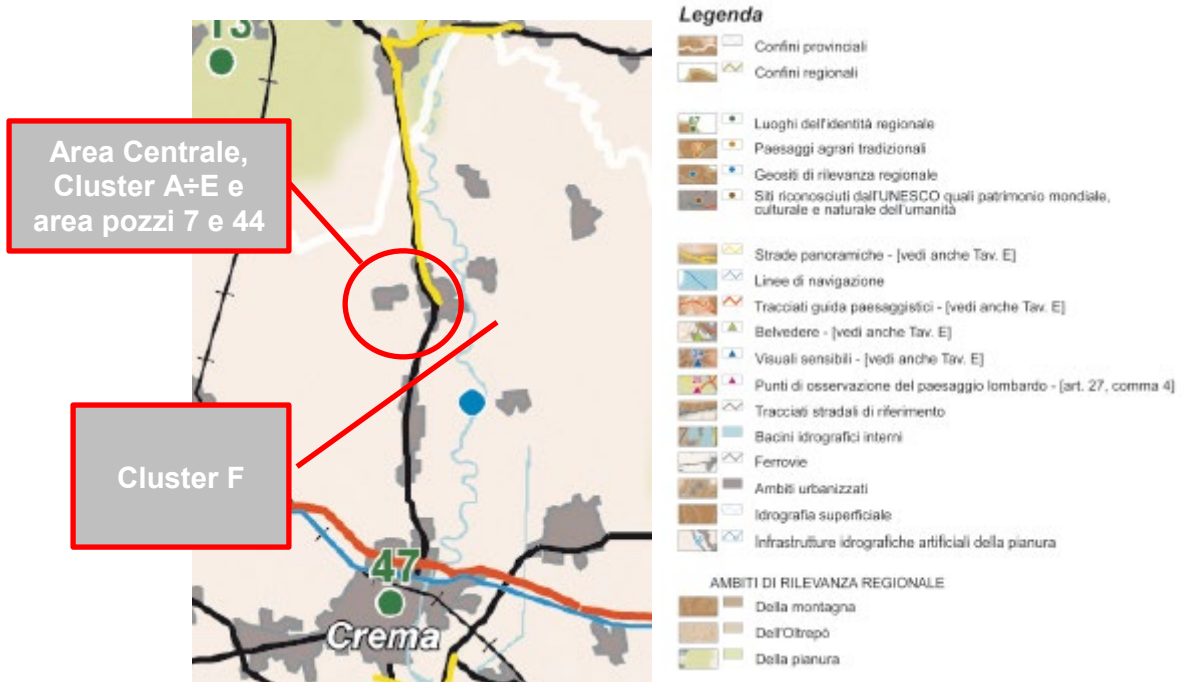 13
Area Centrale,
Cluster A÷E e
area pozzi 7 e 44
Cluster F
47
Crema
Legenda
Confini provinciali
Confini regionali
Luoghi dell'identità regionale
Paesaggi agrari tradizionali
Geositi di rilevanza regionale
Siti riconosciuti dall'UNESCO quali patrimonio mondiale,
culturale e naturale dell'umanità
Strade panoramiche - [vedi anche Tav. E]
Linee di navigazione
Tracciati guida paesaggistici - [vedi anche Tav. E]
Belvedere - [vedi anche Tav. E]
Visuali sensibili - [vedi anche Tav. E]
Punti di osservazione del paesaggio lombardo - [art. 27, comma 4]
Tracciati stradali di riferimento
Bacini idrografici interni
Ferrovie
Ambiti urbanizzati
Idrografia superficiale
Infrastrutture idrografiche artificiali della pianura
AMBITI DI RILEVANZA REGIONALE
Della montagna
Dell'Oltrepò
Della pianura